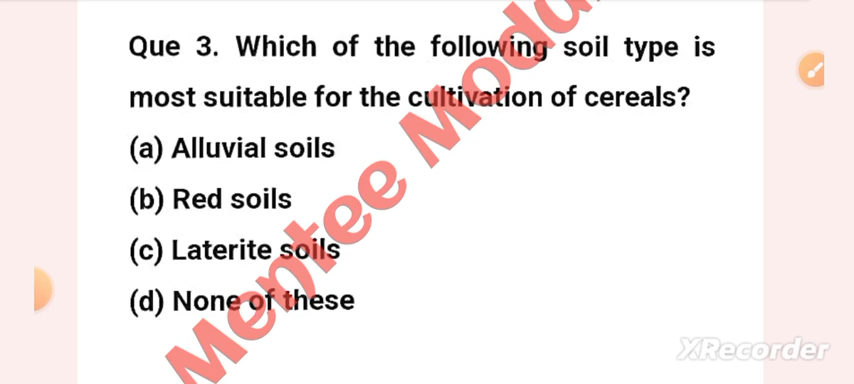 Que 3. Which of the following soil type is
most suitable for the cultivation of cereals?
(a) Alluvial soils
(b) Red soils
(c) Laterite soils
(d) None of these
Mentee
XRecorder